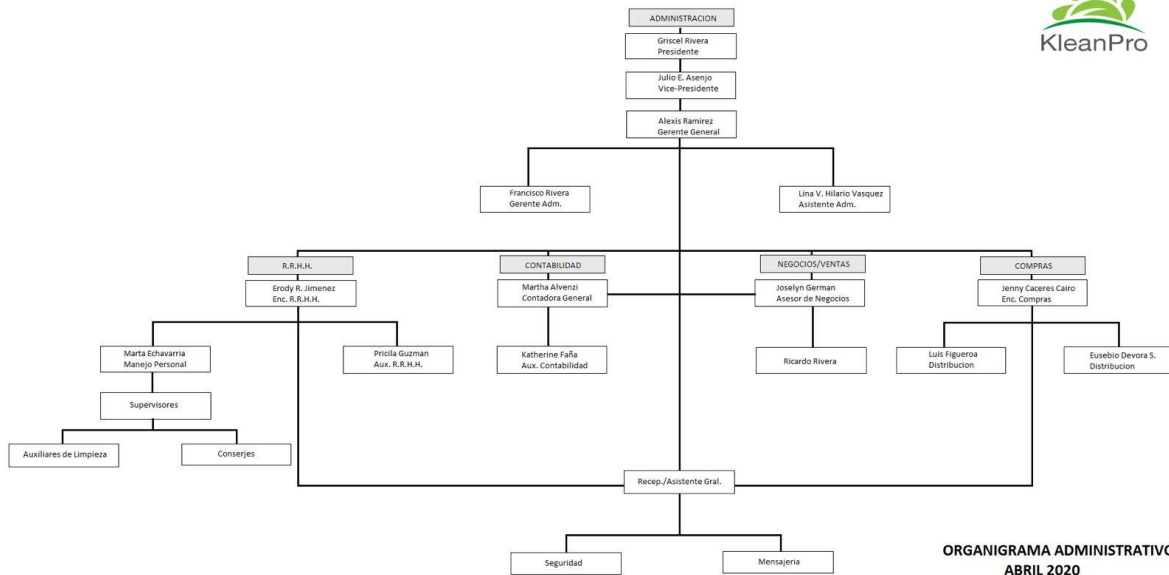 ADMINISTRACION
KleanPro
Griscel Rivera
Presidente
Julio E. Asenjo
Vice-Presidente
Alexis Ramirez
Gerente General
Francisco Rivera
Gerente Adm.
Lina V. Hilario Vasquez
Asistente Adm.
R.R.H.H.
CONTABILIDAD
NEGOCIOS/VENTAS
COMPRAS
Erody R. Jimenez
Enc. R.R.H.H.
Martha Alvenzi
Contadora General
Joselyn German
Asesor de Negocios
Jenny Caceres Cairo
Enc. Compras
Marta Echavarria
Manejo Personal
Pricila Guzman
Aux. R.R.H.H.
Katherine Faña
Aux. Contabilidad
Ricardo Rivera
Luis Figueroa
Distribucion
Eusebio Devora S.
Distribucion
Supervisores
Auxiliares de Limpieza
Conserjes
Recep./Asistente Gral.
Seguridad
Mensajeria
ORGANIGRAMA ADMINISTRATIVO
ABRIL 2020